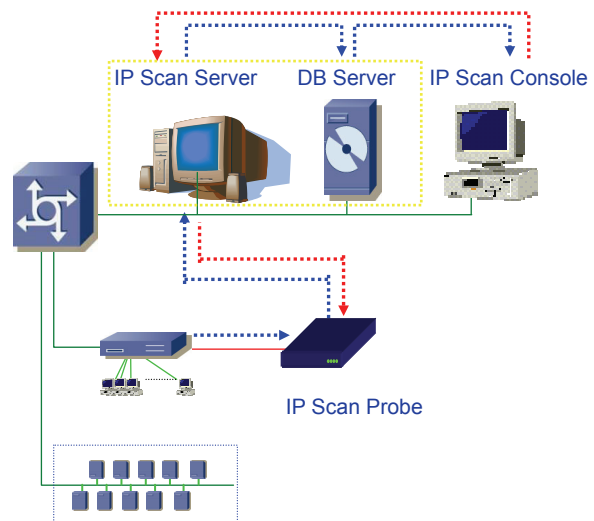 IP Scan Server
DB Server
IP Scan Console
IP Scan Probe